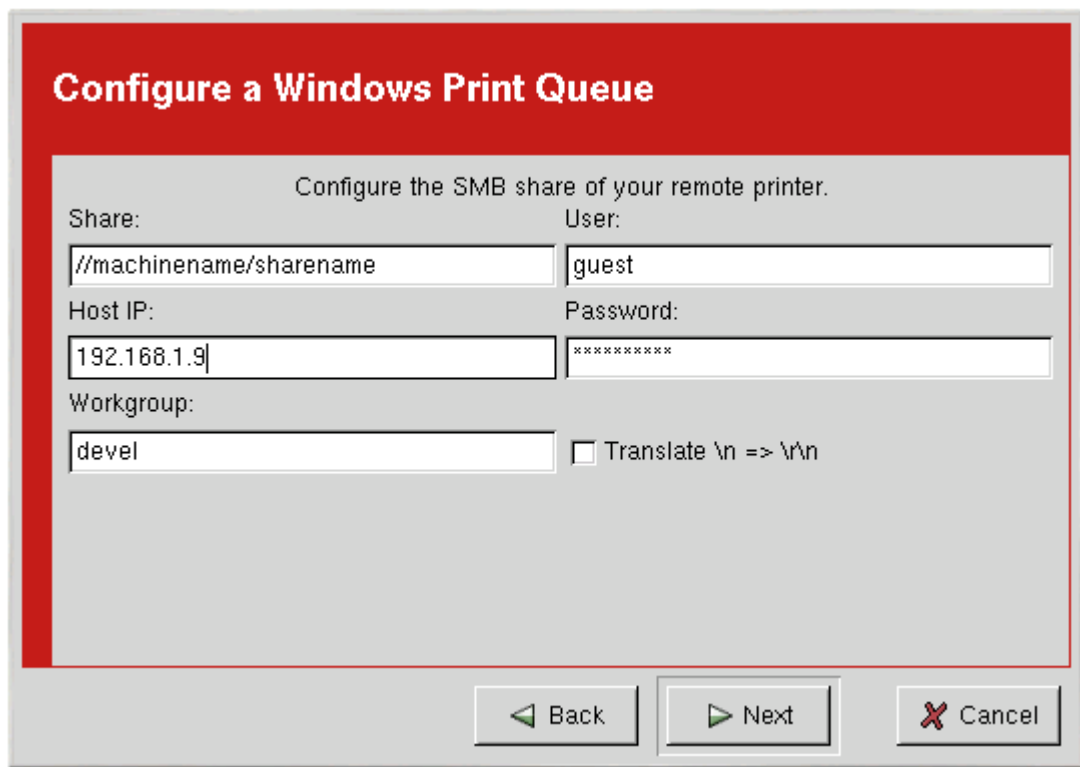 Configure a Windows Print Queue
Configure the SMB share of your remote printer.
Share:
User:
//machinename/sharename
guest
Host IP:
Password:
192.168.1.9
**********
Workgroup:
devel
Translate \n => \r\n
Back
Next
Cancel